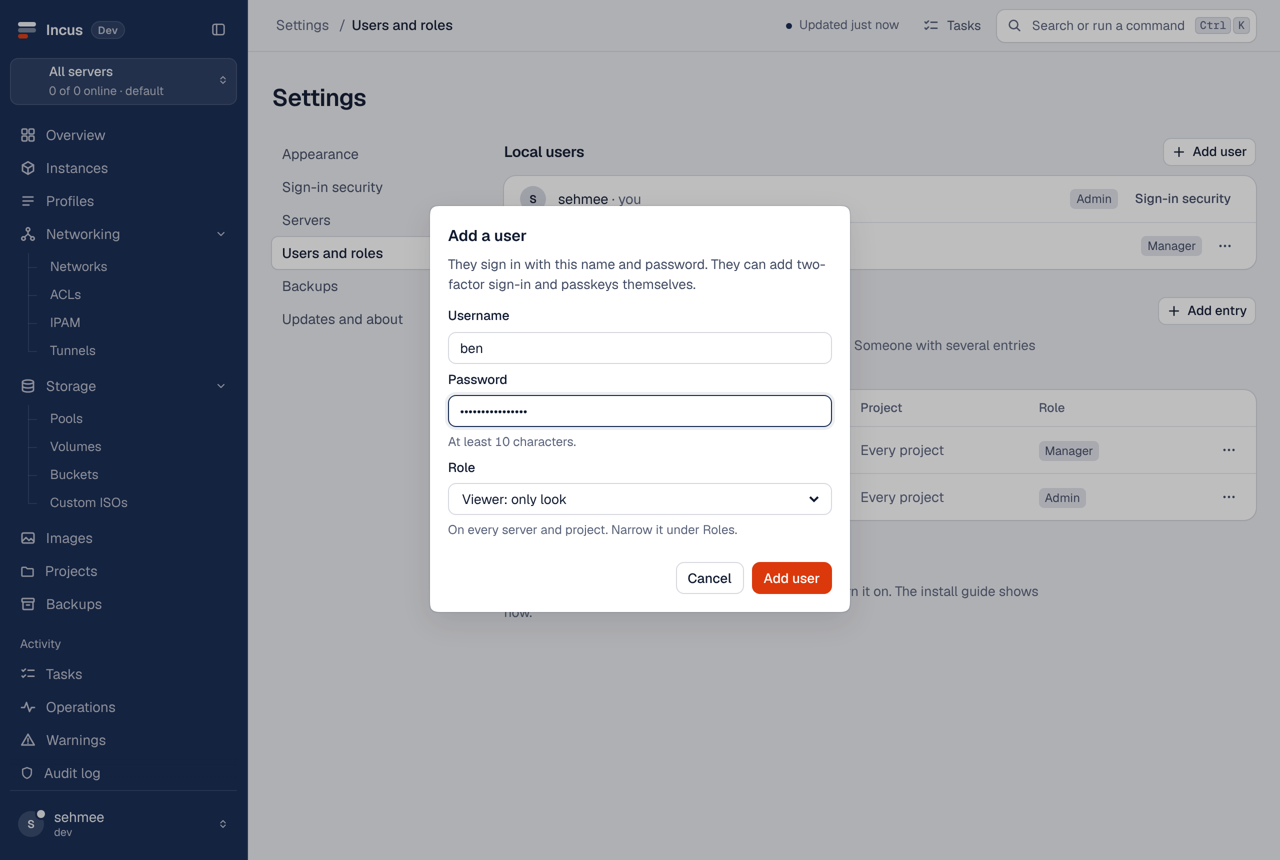 Incus Dev
All servers
0 of 0 online · default
Overview
Instances
Profiles
Networking
Networks
ACLs
IPAM
Tunnels
Storage
Pools
Volumes
Buckets
Custom ISOs
Images
Projects
Backups
Activity
Tasks
Operations
Warnings
Audit log
S
sehmee
dev
Settings / Users and roles
Updated just now
Tasks
Search or run a command Ctrl K
Settings
Appearance
Sign-in security
Servers
Users and roles
Backups
Updates and about
Local users
Add user
S sehmee · you Admin Sign-in security
Manager
Add entry
Someone with several entries
Project Role
Every project Manager
Every project Admin
it on. The install guide shows
now.
Add a user
They sign in with this name and password. They can add two-
factor sign-in and passkeys themselves.
Username
ben
Password
••••••••••••••••
At least 10 characters.
Role
Viewer: only look
On every server and project. Narrow it under Roles.
Cancel
Add user